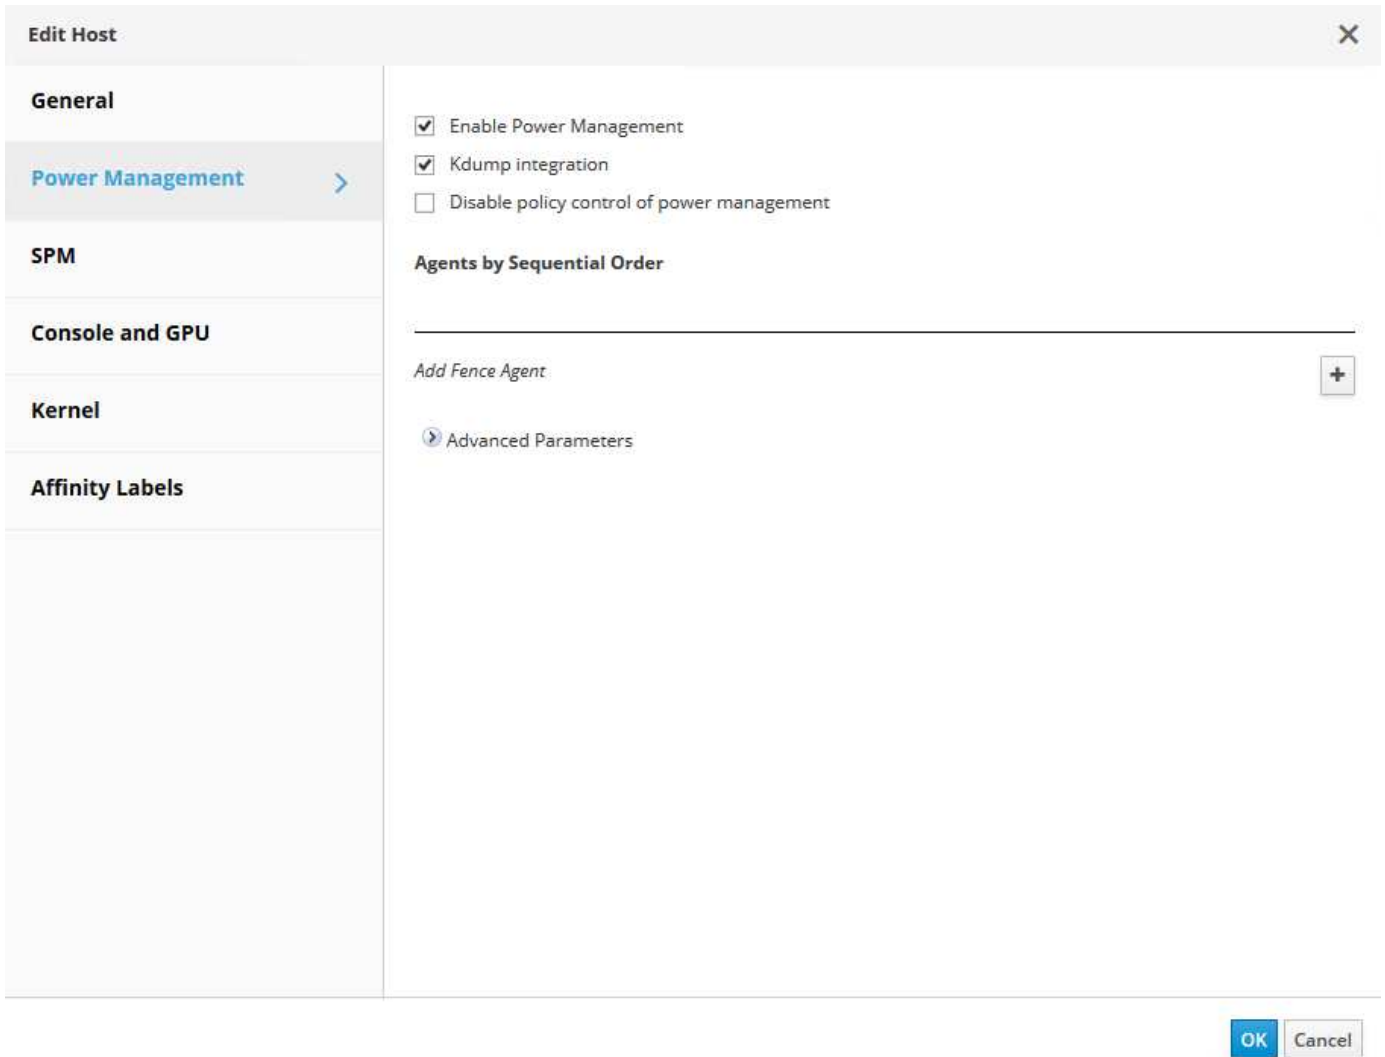 Edit Host
General
Power Management
SPM
Console and GPU
Kernel
Affinity Labels
Enable Power Management
Kdump integration
Disable policy control of power management
Agents by Sequential Order
Add Fence Agent
Advanced Parameters
OK
Cancel